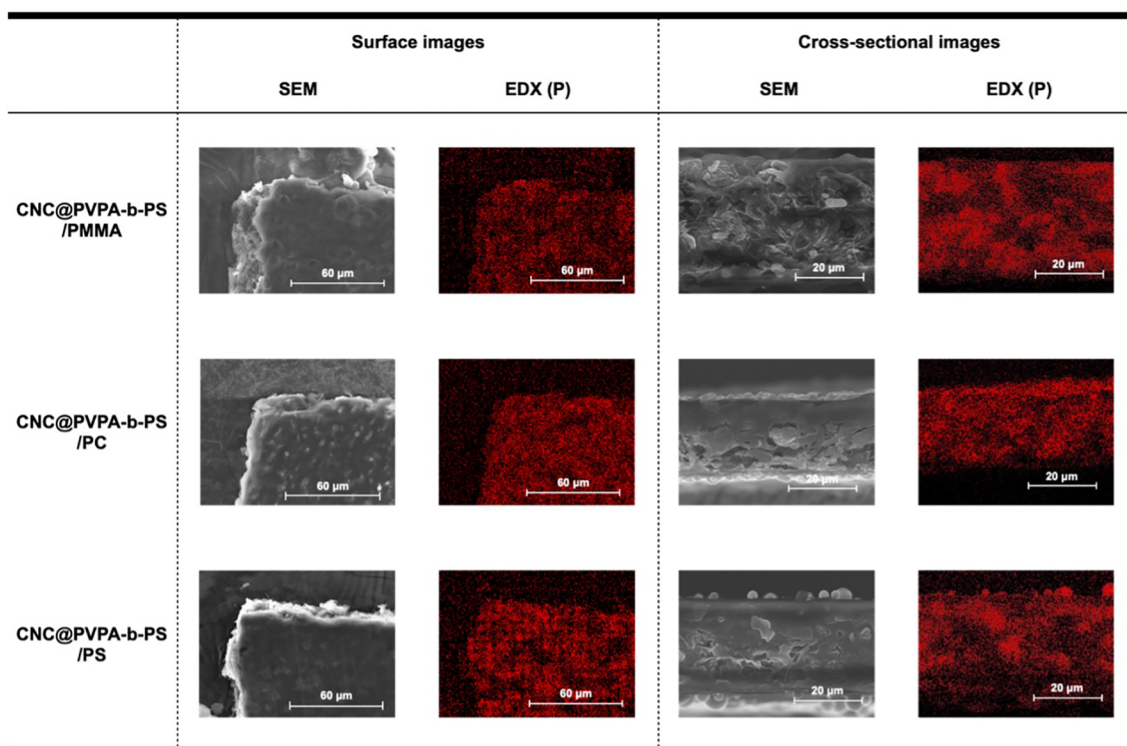 Surface images
Cross-sectional images
SEM
EDX (P)
SEM
EDX (P)
CNC@PVPA-b-PS
/PMMA
60 µm
60 µm
20 µm
20 µm
CNC@PVPA-b-PS
/PC
60 µm
60 µm
20 µm
20 µm
CNC@PVPA-b-PS
/PS
60 µm
60 µm
20 µm
20 µm